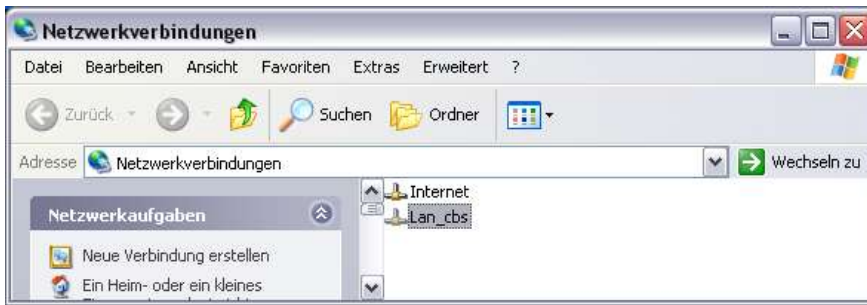 Netzwerkverbindungen
Datei Bearbeiten Ansicht Favoriten Extras Erweitert ?
Zurück Suchen Ordner
Adresse Netzwerkverbindungen Wechseln zu
Netzwerkaufgaben
Neue Verbindung erstellen
Ein Heim- oder ein kleines
Internet
Lan_cbs